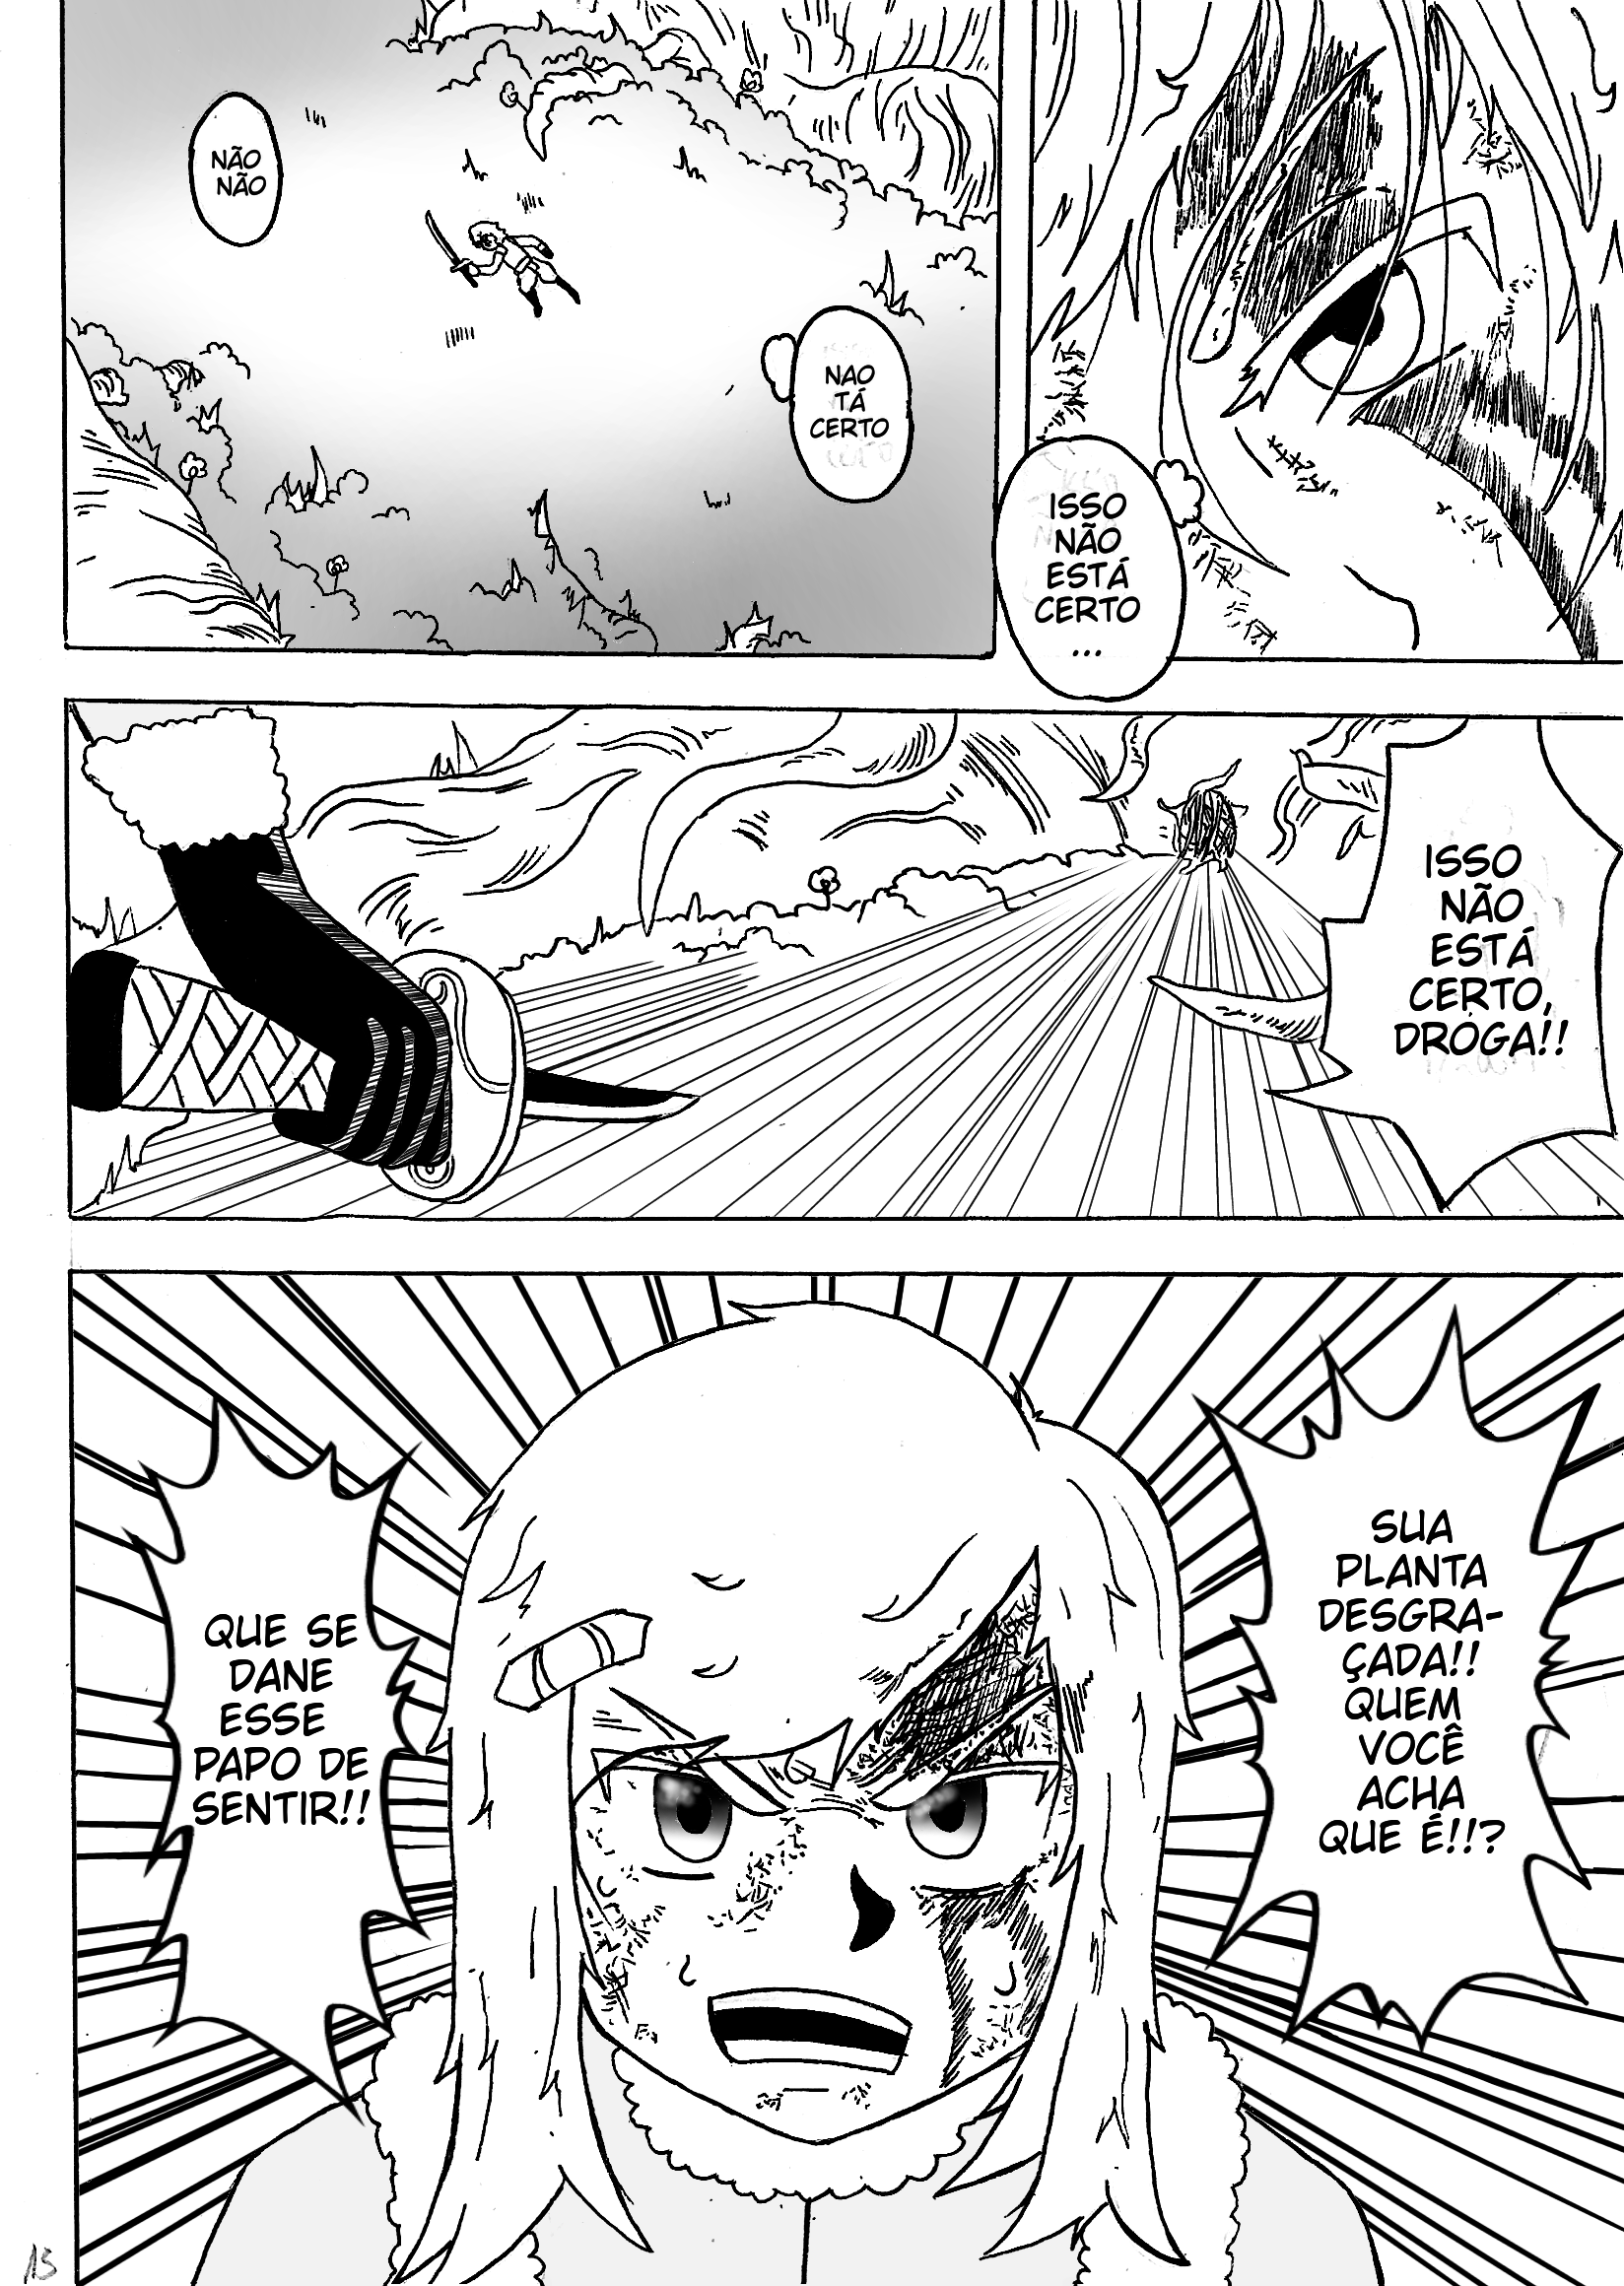 ISSO
NÃO
ESTÁ
CERTO
...
NAO
TÁ
CERTO
NÃO
NÃO
ISSO
NÃO
ESTÁ
CERTO,
DROGA!!
SUA
PLANTA
DESGRA-
ÇADA!!
QUEM
VOCÊ
ACHA
QUE É!!?
QUE SE
DANE
ESSE
PAPO DE
SENTIR!!
13